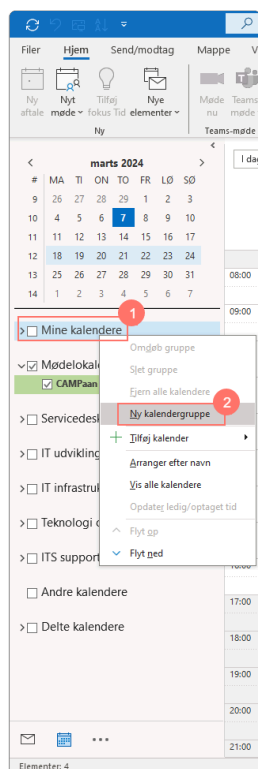 Filer Hjem Send/modtag Mappe V
Ny aftale
Nyt møde
Tilføj fokus Tid
Nye elementer
Møde nu
Teams- møde
Ny
Teams-møde
marts 2024
I da
# MA TI ON TO FR LØ SØ
9 26 27 28 29 1 2 3
10 4 5 6 7 8 9 10
11 11 12 13 14 15 16 17
12 18 19 20 21 22 23 24
13 25 26 27 28 29 30 31
14 1 2 3 4 5 6 7
08:00
09:00
1
Mine kalendere
Omdøb gruppe
Mødelokal
Slet gruppe
CAMPaan
Fjern alle kalendere
2
Ny kalendergruppe
Servicedes
Tilføj kalender
IT udvikling
Arranger efter navn
IT infrastruk
Vis alle kalendere
Opdater ledig/optaget tid
Teknologi o
Flyt op
ITS support
Flyt ned
16:00
Andre kalendere
17:00
Delte kalendere
18:00
19:00
20:00
21:00
Elementer: 4